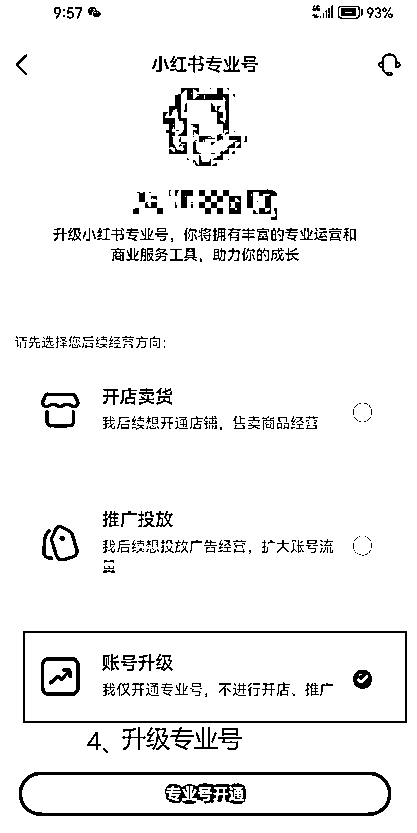 9:57
93%
小红书专业号
升级小红书专业号，你将拥有丰富的专业运营和
商业服务工具，助力你的成长
请先选择您后续经营方向：
开店卖货
我后续想开通店铺，售卖商品经营
推广投放
我后续想投放广告经营，扩大账号流
量
账号升级
我仅开通专业号，不进行开店、推广
4、升级专业号
专业号开通